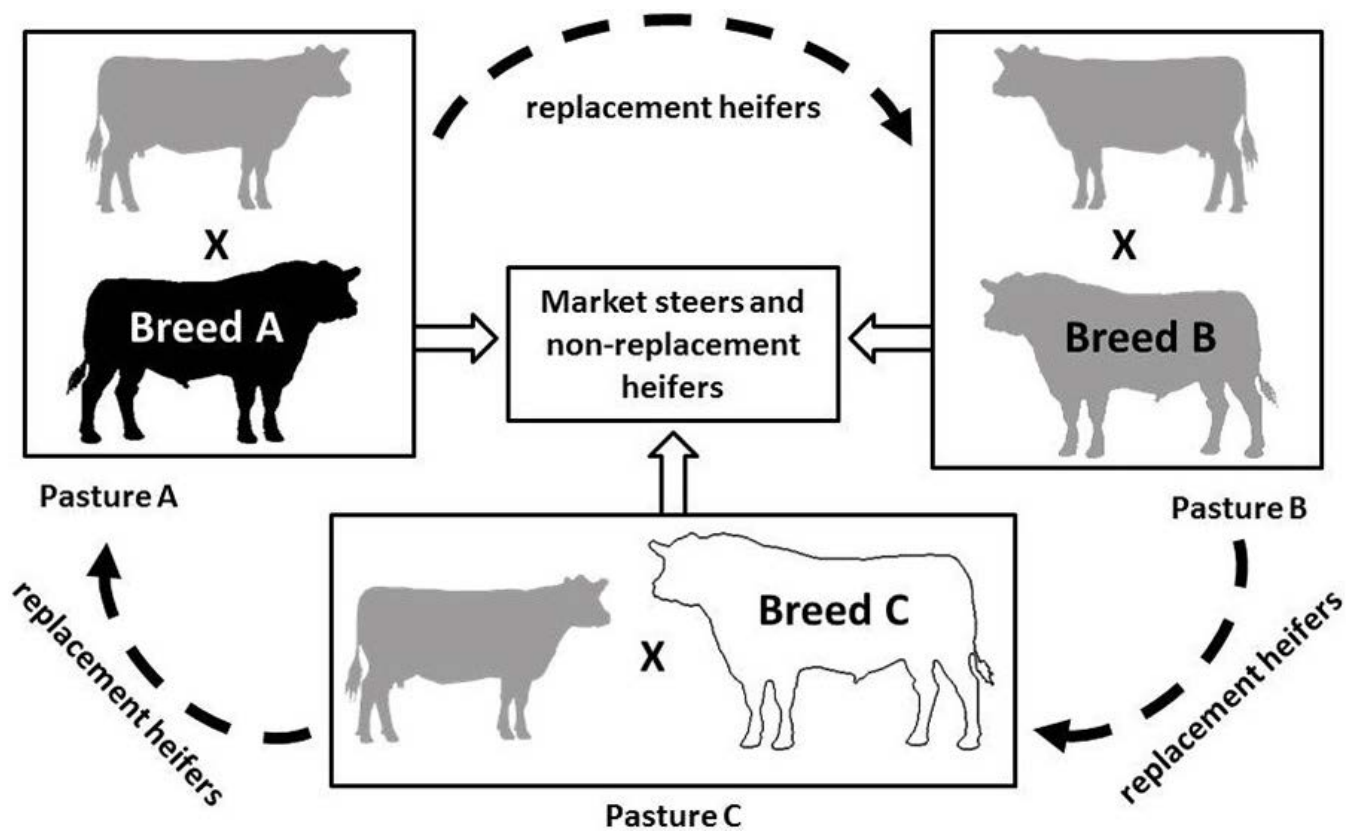 replacement heifers
X
Breed A
Market steers and
non-replacement
heifers
X
Breed B
Pasture A
Pasture B
replacement heifers
X
Breed C
replacement heifers
Pasture C